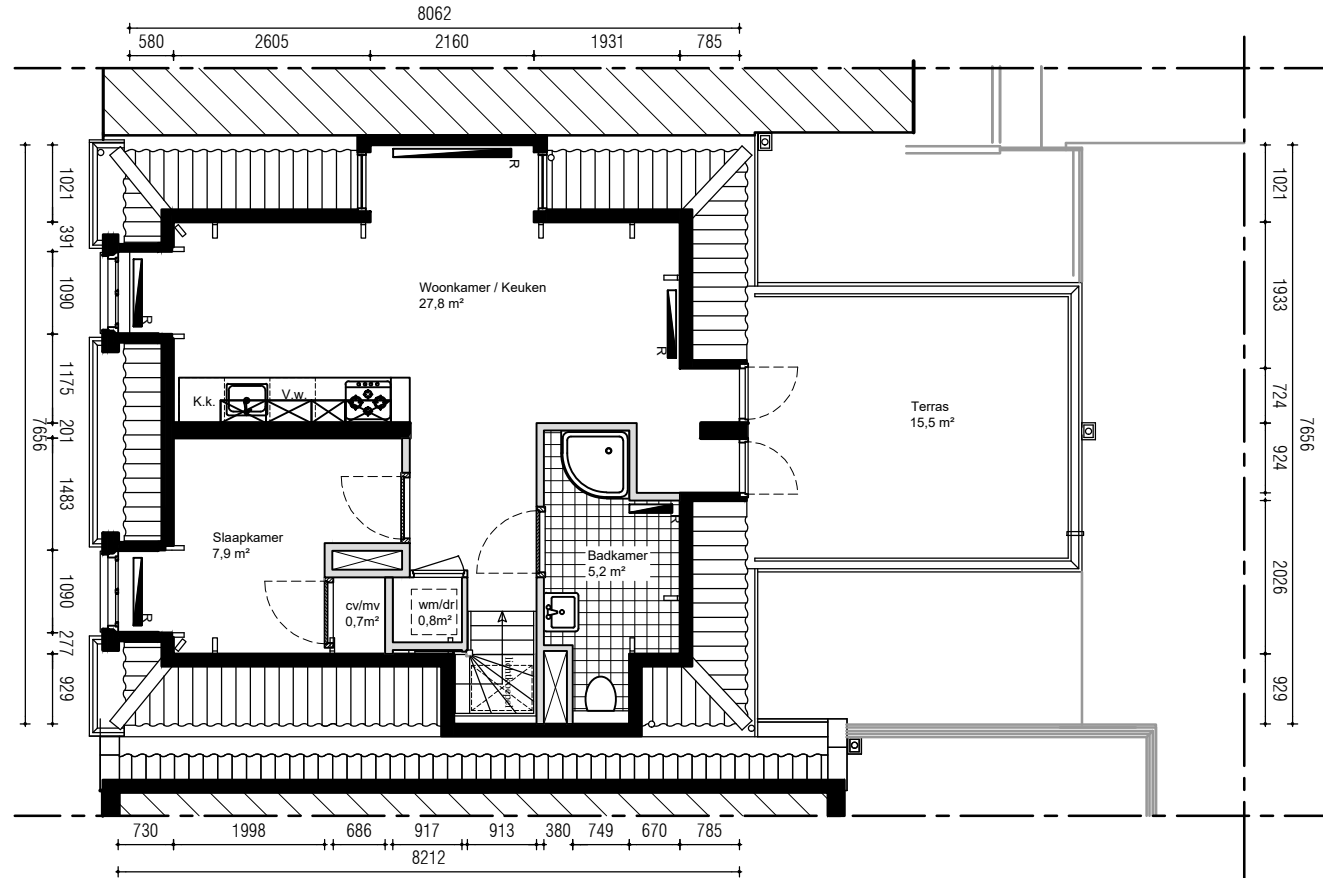 8062
580 2605 2160 1931 785
R
1021
391
1090
1175
201
1483
1090
277
929
7656
R
Woonkamer / Keuken
27,8 m²
R
K.k.
V.w.
Terras
15,5 m²
Slaapkamer
7,9 m²
R
Badkamer
5,2 m²
R
cv/mv
0,7m²
wm/dr
0,8m²
1021
1933
724
924
2026
929
7656
730 1998 686 917 913 380 749 670 785
8212